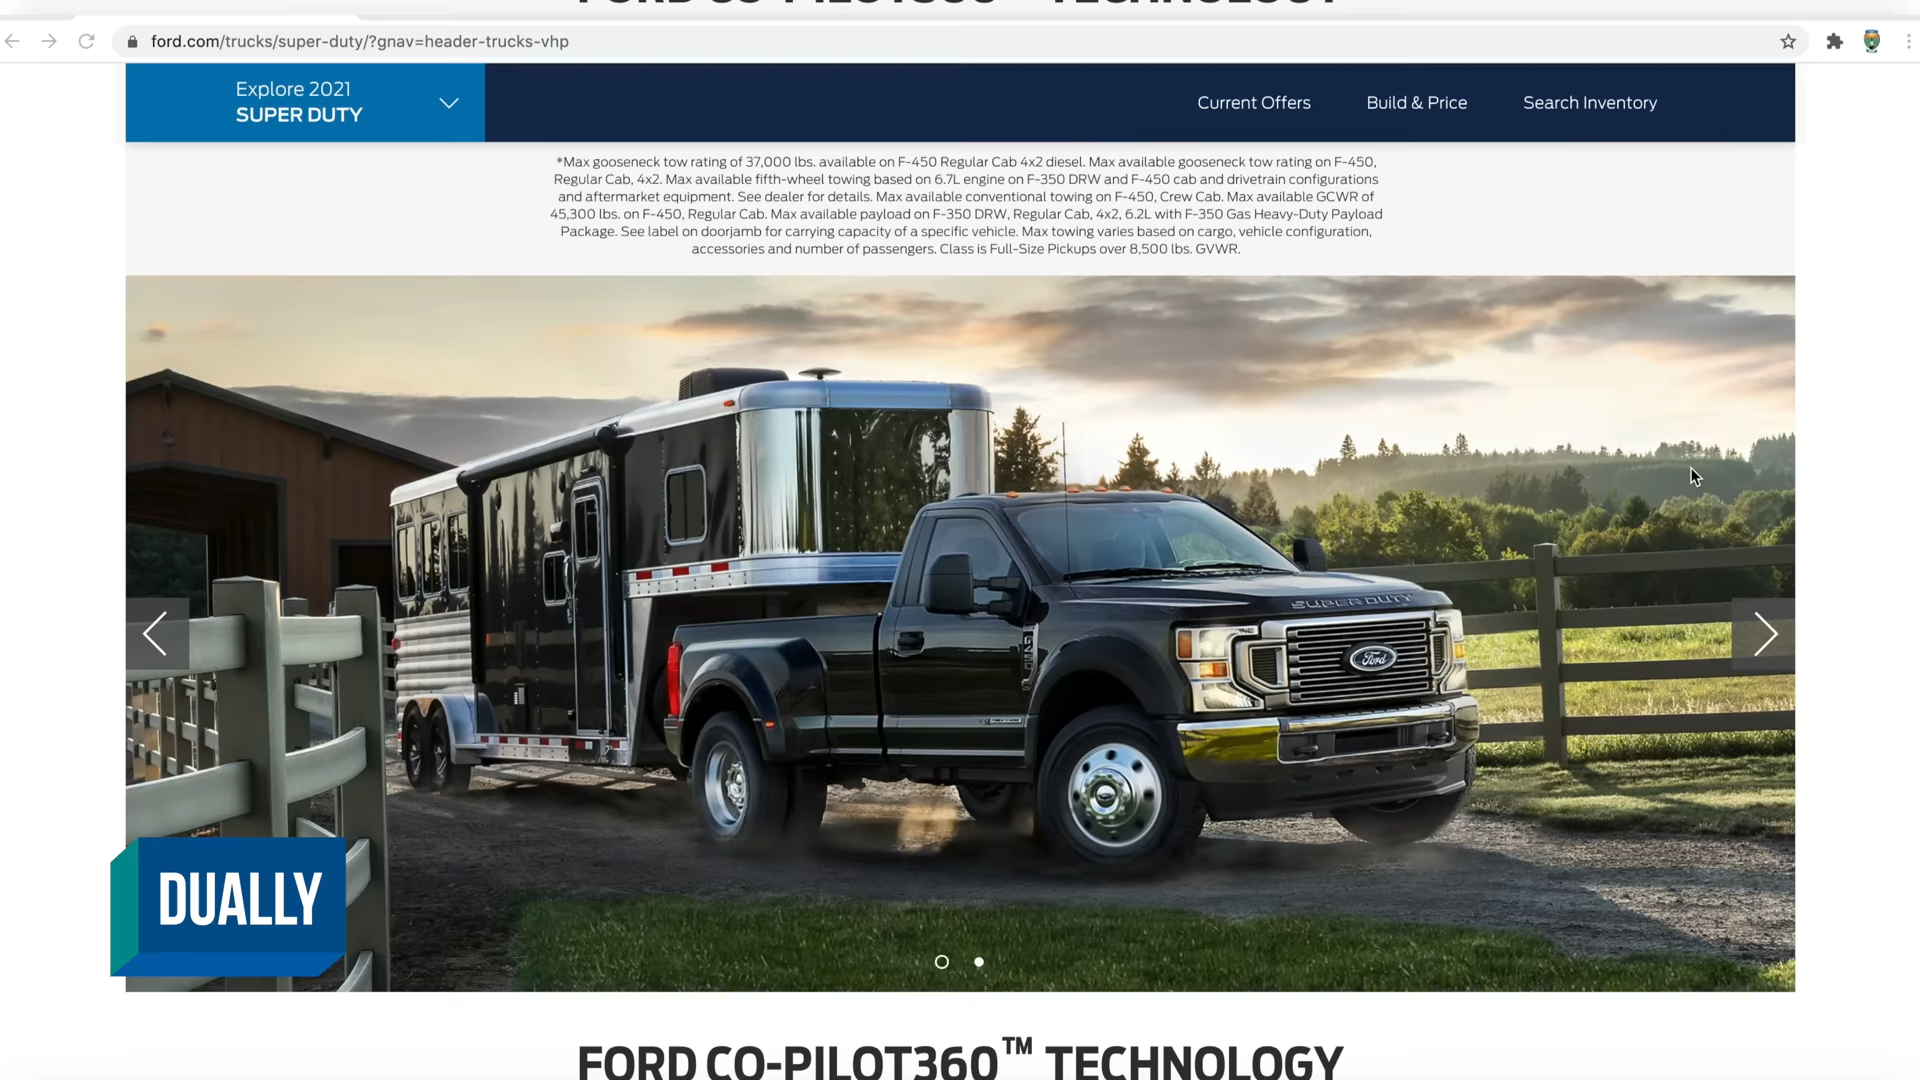 FORD CO-PILOT360™ TECHNOLOGY
ford.com/trucks/super-duty/?gnav=header-trucks-vhp
Explore 2021
SUPER DUTY
Current Offers
Build & Price
Search Inventory
*Max gooseneck tow rating of 37,000 lbs. available on F-450 Regular Cab 4x2 diesel. Max available gooseneck tow rating on F-450,
Regular Cab, 4x2. Max available fifth-wheel towing based on 6.7L engine on F-350 DRW and F-450 cab and drivetrain configurations
and aftermarket equipment. See dealer for details. Max available conventional towing on F-450, Crew Cab. Max available GCWR of
45,300 lbs. on F-450, Regular Cab. Max available payload on F-350 DRW, Regular Cab, 4x2, 6.2L with F-350 Gas Heavy-Duty Payload
Package. See label on doorjamb for carrying capacity of a specific vehicle. Max towing varies based on cargo, vehicle configuration,
accessories and number of passengers. Class is Full-Size Pickups over 8,500 lbs. GVWR.
SUPER DUTY
Ford
DUALLY
FORD CO-PILOT360™ TECHNOLOGY